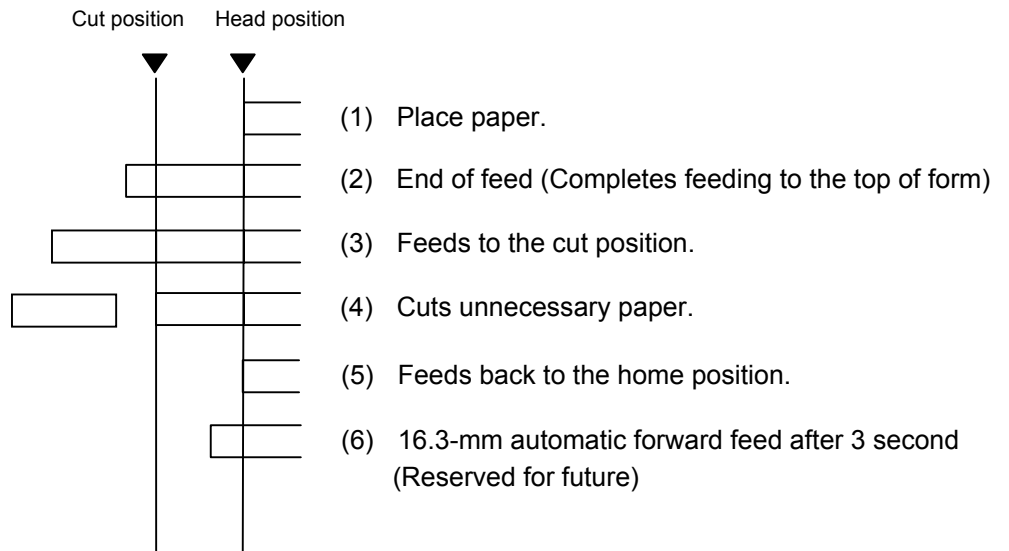 Cut position Head position
(1) Place paper.
(2) End of feed (Completes feeding to the top of form)
(3) Feeds to the cut position.
(4) Cuts unnecessary paper.
(5) Feeds back to the home position.
(6) 16.3-mm automatic forward feed after 3 second
(Reserved for future)